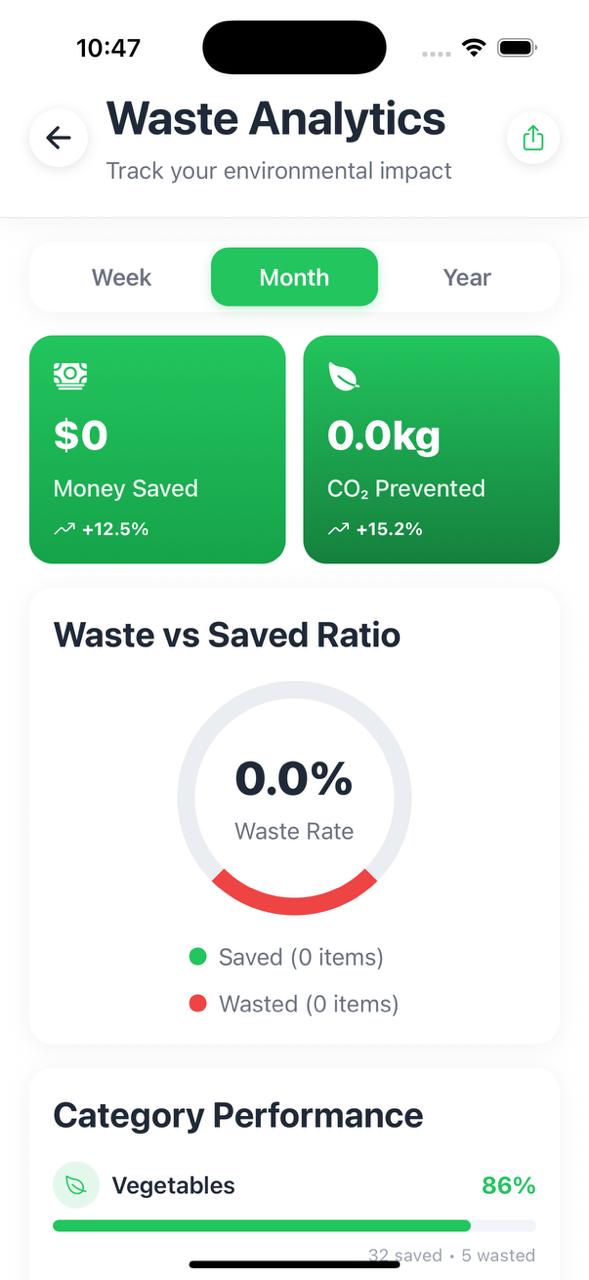 10:47
Waste Analytics
Track your environmental impact
Week Month Year
$0
Money Saved
+12.5%
0.0kg
CO₂ Prevented
+15.2%
Waste vs Saved Ratio
0.0%
Waste Rate
Saved (0 items)
Wasted (0 items)
Category Performance
Vegetables 86%
32 saved • 5 wasted